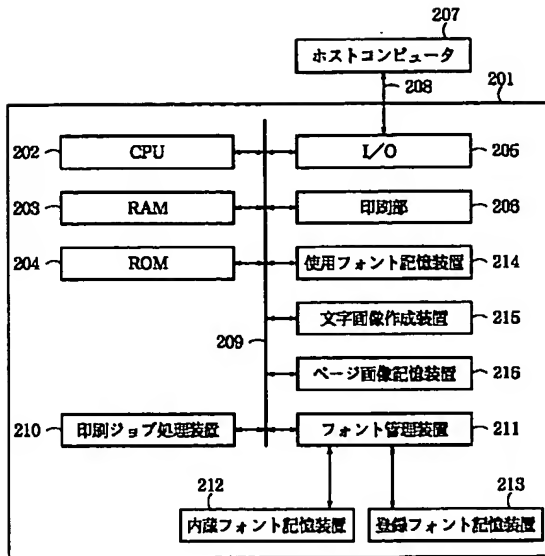 207
ホストコンピュータ
208
201
202 CPU I/O 205
203 RAM 印刷部 206
204 ROM 使用フォント記憶装置 214
文字画像作成装置 215
209
ページ画像記憶装置 216
210 印刷ジョブ処理装置 フォント管理装置 211
212 213
内蔵フォント記憶装置 登録フォント記憶装置